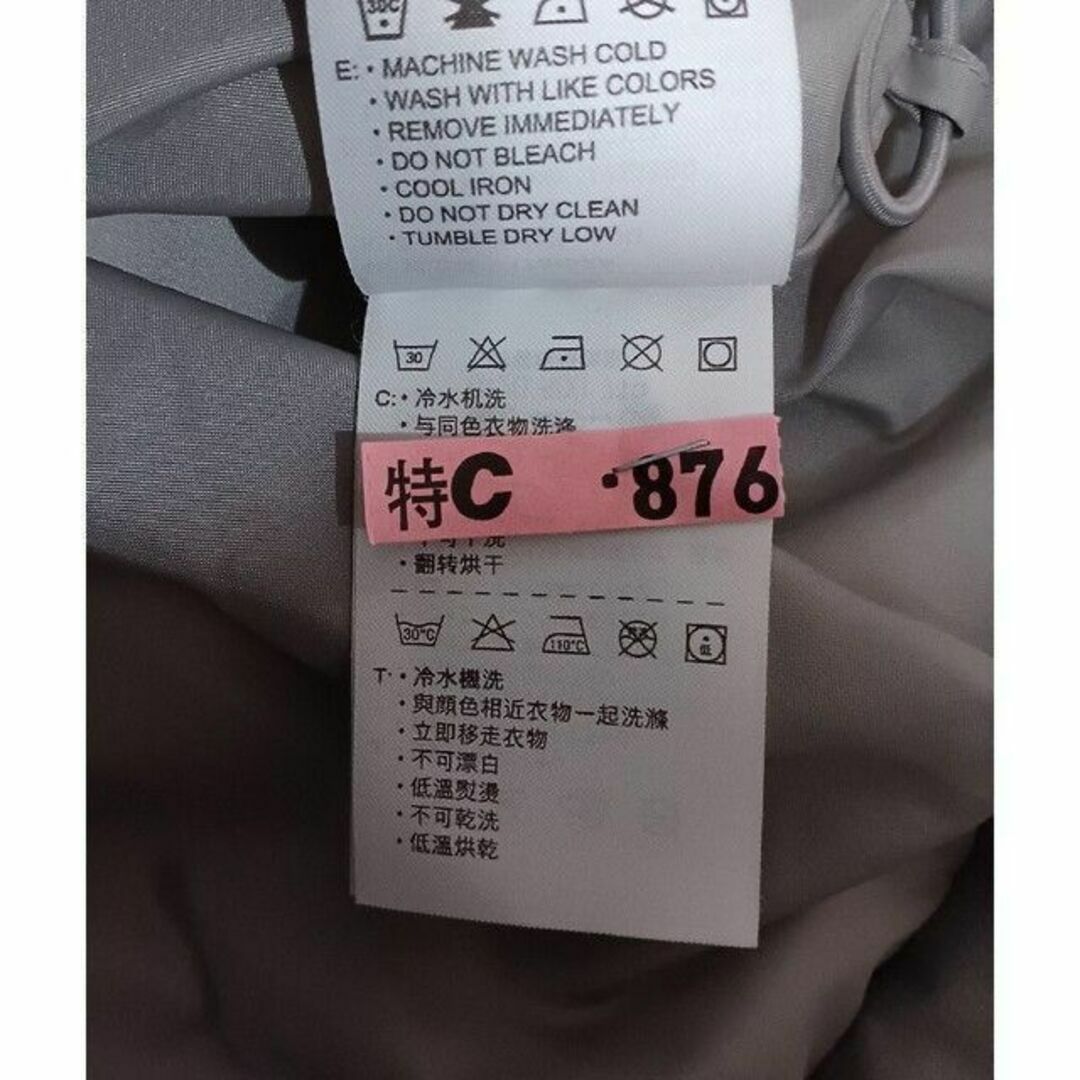 30C
E: • MACHINE WASH COLD
• WASH WITH LIKE COLORS
• REMOVE IMMEDIATELY
• DO NOT BLEACH
• COOL IRON
• DO NOT DRY CLEAN
• TUMBLE DRY LOW
30
C: • 冷水机洗
• 与同色衣物洗涤
特C •876
• 翻转烘干
30°C 110°C 低
T: • 冷水機洗
• 與顏色相近衣物一起洗滌
• 立即移走衣物
• 不可漂白
• 低溫熨燙
• 不可乾洗
• 低溫烘乾